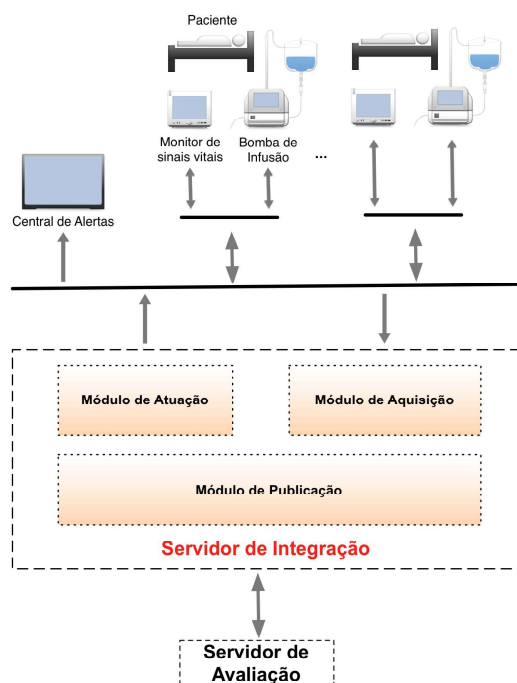 Paciente
Monitor de
sinais vitais
Bomba de
Infusão
...
Central de Alertas
Módulo de Atuação
Módulo de Aquisição
Módulo de Publicação
Servidor de Integração
Servidor de
Avaliação